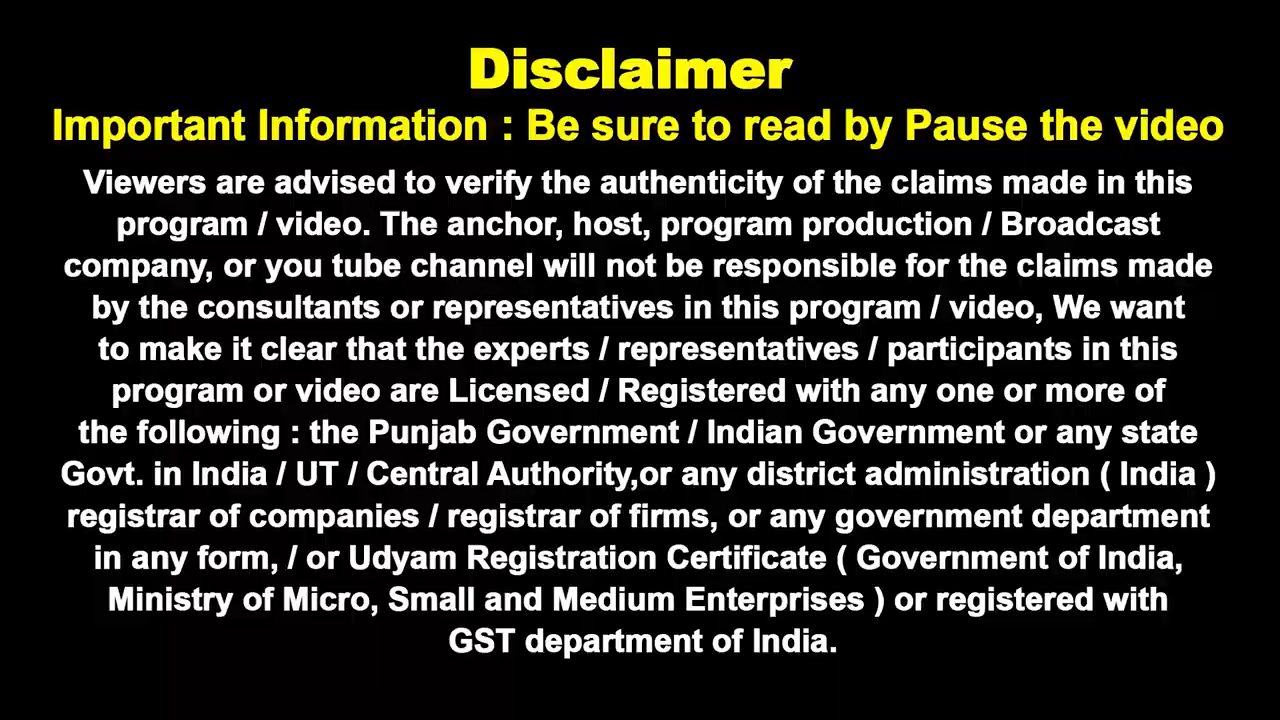 Disclaimer
Important Information : Be sure to read by Pause the video
Viewers are advised to verify the authenticity of the claims made in this
program / video. The anchor, host, program production / Broadcast
company, or you tube channel will not be responsible for the claims made
by the consultants or representatives in this program / video, We want
to make it clear that the experts / representatives / participants in this
program or video are Licensed / Registered with any one or more of
the following : the Punjab Government / Indian Government or any state
Govt. in India / UT / Central Authority,or any district administration ( India )
registrar of companies / registrar of firms, or any government department
in any form, / or Udyam Registration Certificate ( Government of India,
Ministry of Micro, Small and Medium Enterprises ) or registered with
GST department of India.